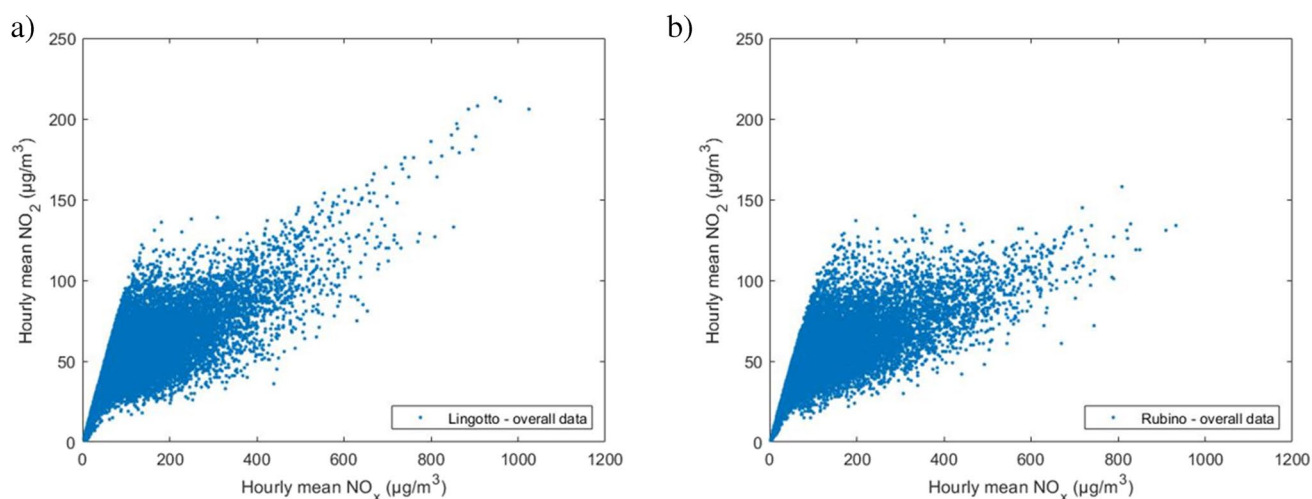 a)
250
200
150
100
50
0
Hourly mean NO2 (µg/m3)
0 200 400 600 800 1000 1200
Hourly mean NOx (µg/m3)
Lingotto - overall data
b)
250
200
150
100
50
0
Hourly mean NO2 (µg/m3)
0 200 400 600 800 1000 1200
Hourly mean NOx (µg/m3)
Rubino - overall data